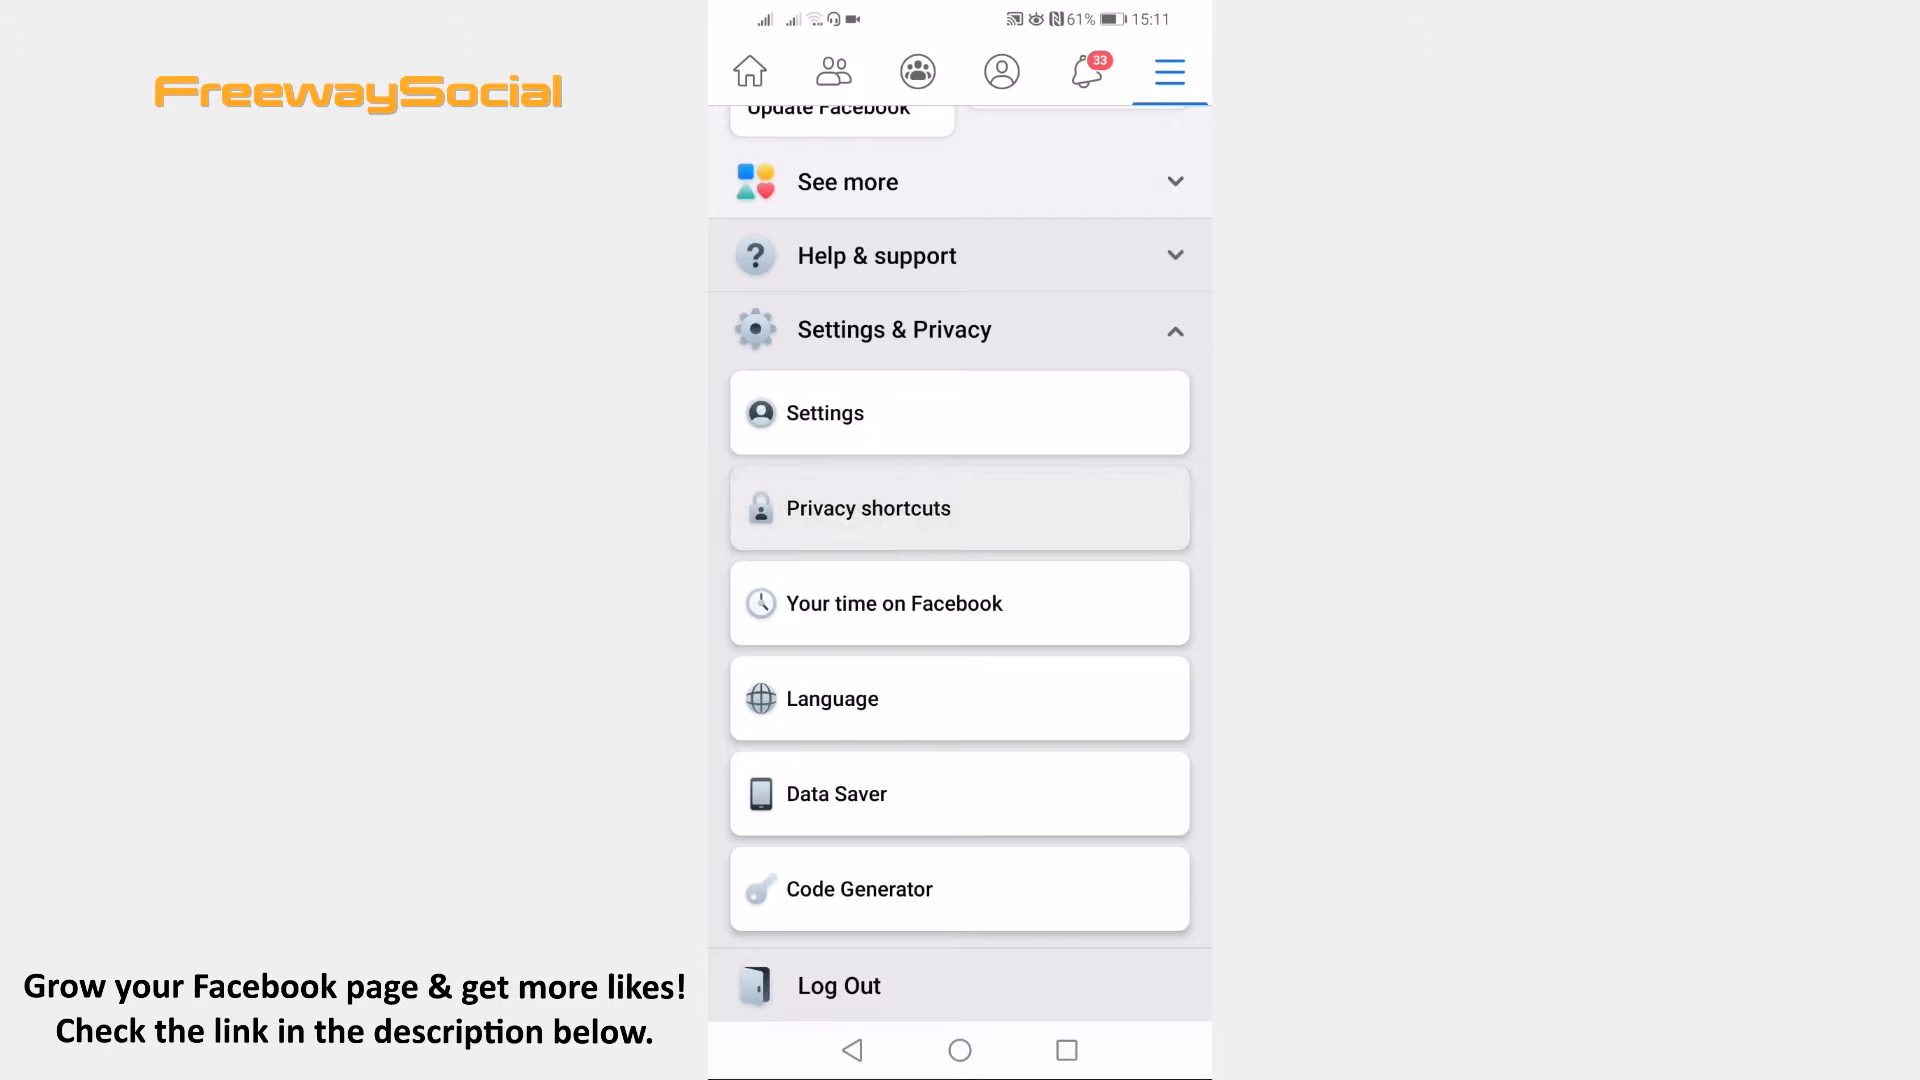 61% 15:11
FreewaySocial
33
Update Facebook
See more
Help & support
Settings & Privacy
Settings
Privacy shortcuts
Your time on Facebook
Language
Data Saver
Code Generator
Log Out
Grow your Facebook page & get more likes!
Check the link in the description below.